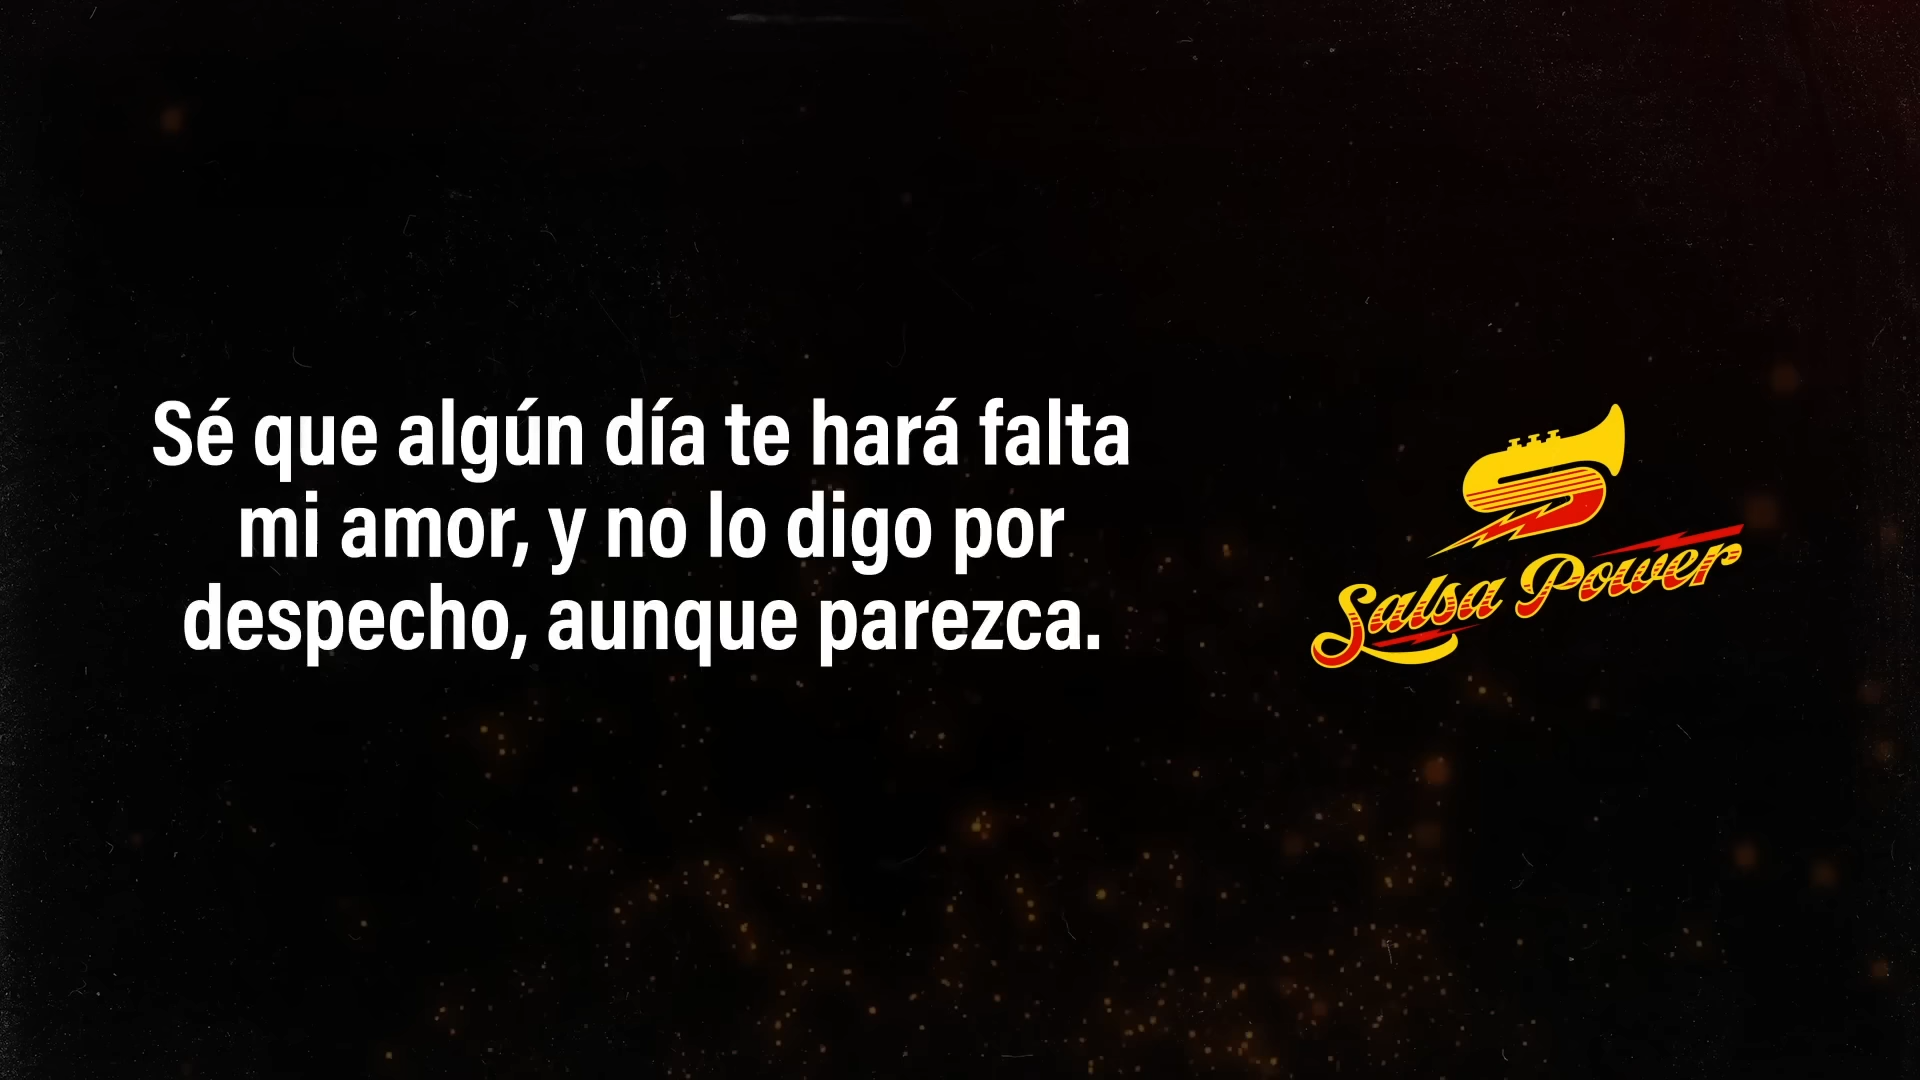 Sé que algún día te hará falta
mi amor, y no lo digo por
despecho, aunque parezca.
Salsa Power